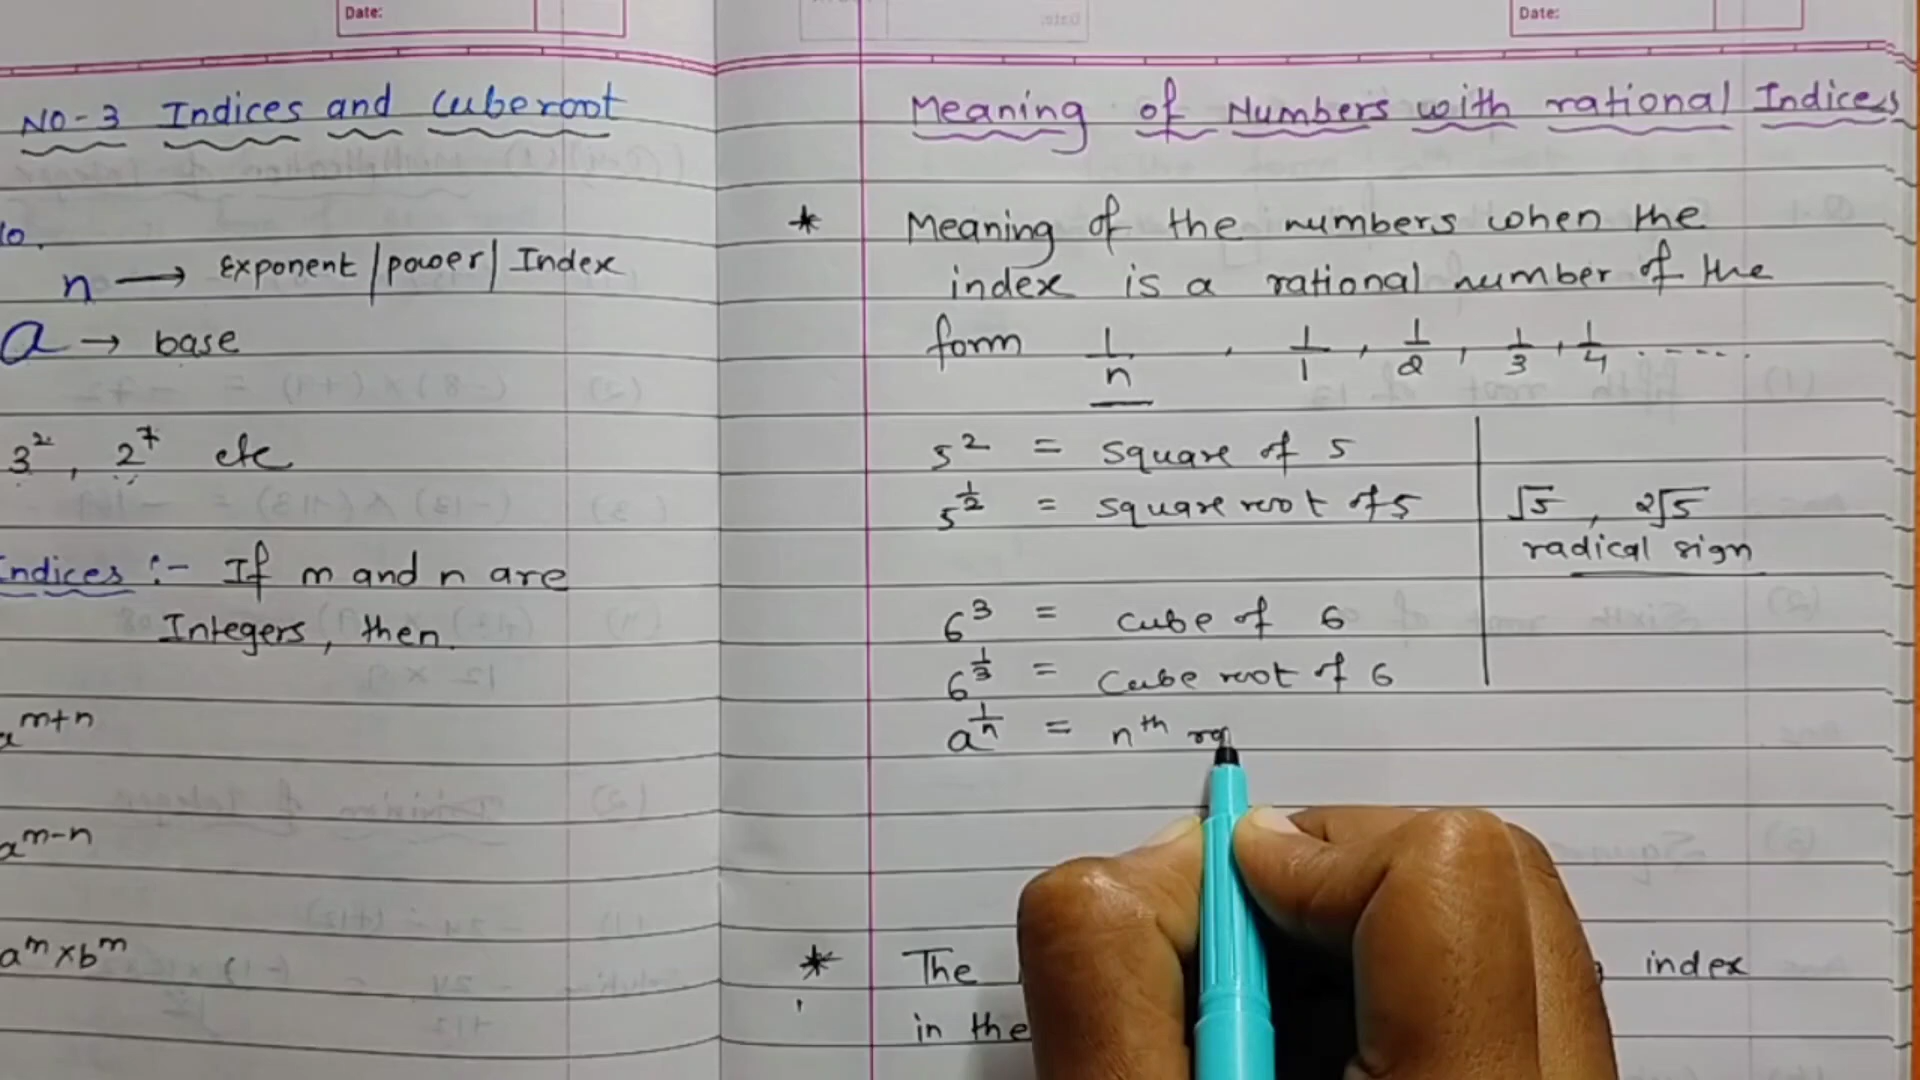 Date:
NO-3 Indices and Cuberoot
n → Exponent/power/Index
a → base
3², 2⁷ etc
Indices :- If m and n are
Integers, then.
a^m+n
a^m-n
a^m×b^m
Date:
Meaning of Numbers with rational Indices
* Meaning of the numbers when the
index is a rational number of the
form 1/n , 1/1, 1/2, 1/3, 1/4 .....
5² = square of 5
5^1/2 = square root of 5 √5, 2√5
radical sign
6³ = cube of 6
6^1/3 = Cube root of 6
a^1/n = nth ro
* The index
in the